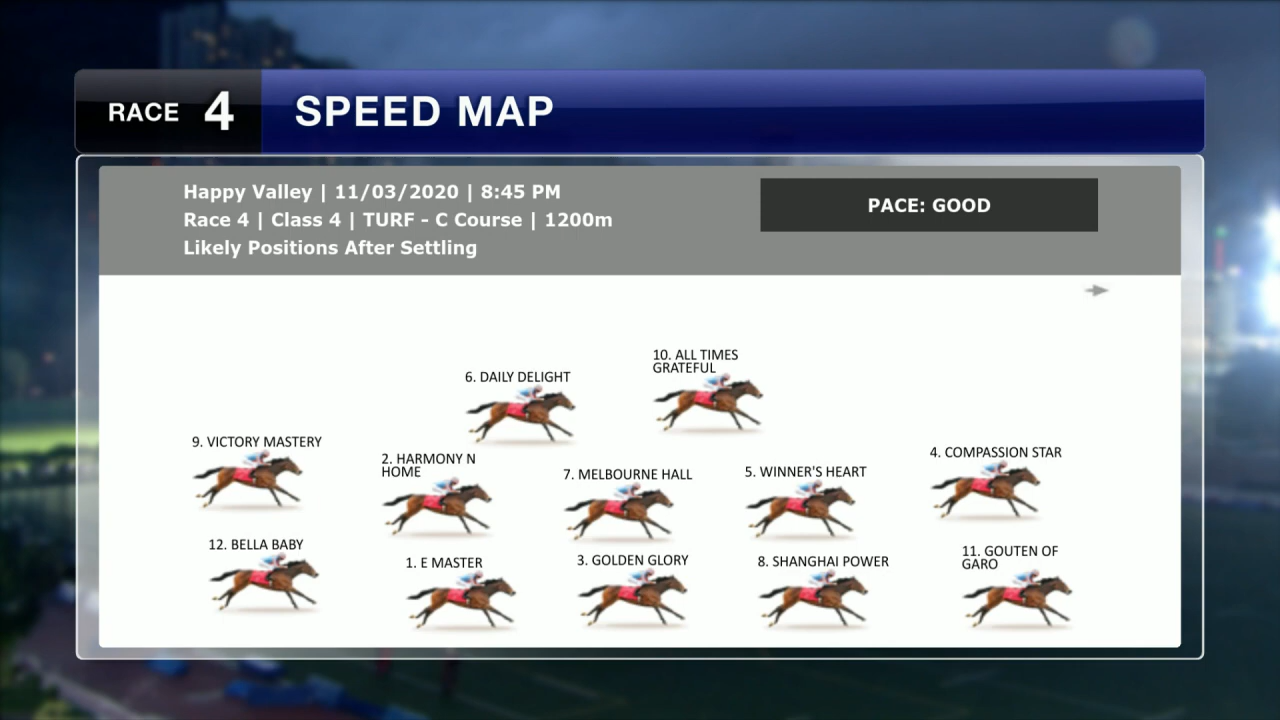 RACE 4
SPEED MAP
Happy Valley | 11/03/2020 | 8:45 PM
Race 4 | Class 4 | TURF - C Course | 1200m
Likely Positions After Settling
PACE: GOOD
10. ALL TIMES
GRATEFUL
6. DAILY DELIGHT
9. VICTORY MASTERY
2. HARMONY N
HOME
7. MELBOURNE HALL
5. WINNER'S HEART
4. COMPASSION STAR
12. BELLA BABY
1. E MASTER
3. GOLDEN GLORY
8. SHANGHAI POWER
11. GOUTEN OF
GARO